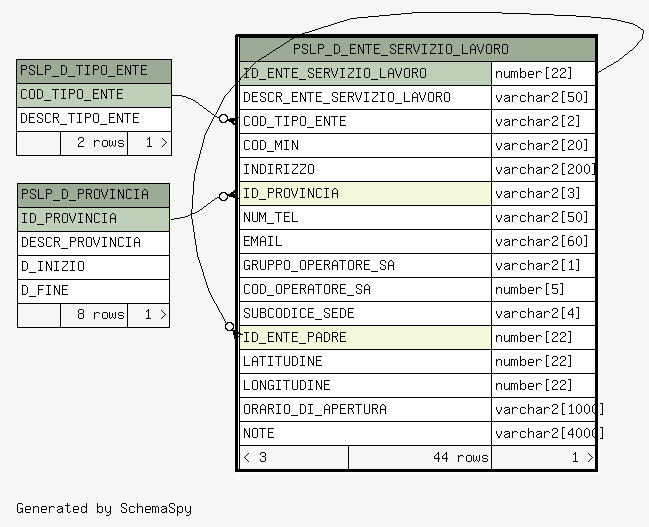 PSLP_D_TIPO_ENTE
COD_TIPO_ENTE
DESCR_TIPO_ENTE
2 rows 1 >
PSLP_D_PROVINCIA
ID_PROVINCIA
DESCR_PROVINCIA
D_INIZIO
D_FINE
8 rows 1 >
PSLP_D_ENTE_SERVIZIO_LAVORO
ID_ENTE_SERVIZIO_LAVORO number[22]
DESCR_ENTE_SERVIZIO_LAVORO varchar2[50]
COD_TIPO_ENTE varchar2[2]
COD_MIN varchar2[20]
INDIRIZZO varchar2[200]
ID_PROVINCIA varchar2[3]
NUM_TEL varchar2[50]
EMAIL varchar2[60]
GRUPPO_OPERATORE_SA varchar2[1]
COD_OPERATORE_SA number[5]
SUBCODICE_SEDE varchar2[4]
ID_ENTE_PADRE number[22]
LATITUDINE number[22]
LONGITUDINE number[22]
ORARIO_DI_APERTURA varchar2[1000]
NOTE varchar2[4000]
< 3 44 rows 1 >
Generated by SchemaSpy